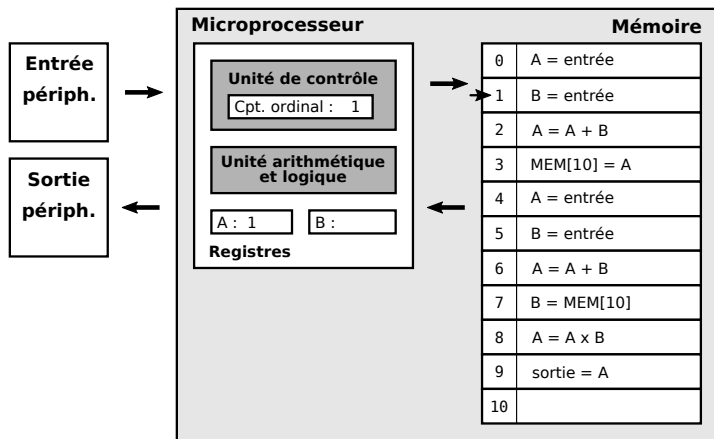 Microprocesseur
Mémoire
Entrée
périph.
Sortie
périph.
Unité de contrôle
Cpt. ordinal : 1
Unité arithmétique
et logique
A : 1
B :
Registres
0 A = entrée
1 B = entrée
2 A = A + B
3 MEM[10] = A
4 A = entrée
5 B = entrée
6 A = A + B
7 B = MEM[10]
8 A = A x B
9 sortie = A
10